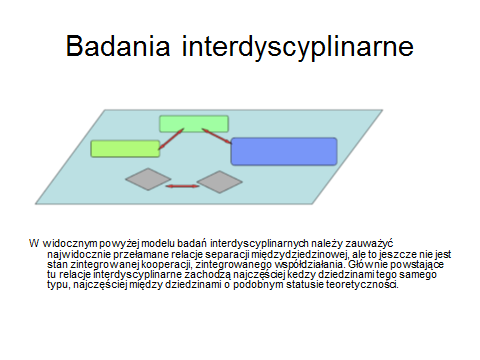 Badania interdyscyplinarne
W widocznym powyżej modelu badań interdyscyplinarnych należy zauważyć
najwidocznie przełamane relacje separacji międzydziedzinowej, ale to jeszcze nie jest
stan zintegrowanej kooperacji, zintegrowanego współdziałania. Głównie powstające
tu relacje interdyscyplinarne zachodzą najczęściej kedzy dziedzinami tego samego
typu, najczęściej między dziedzinami o podobnym statusie teoretyczności.